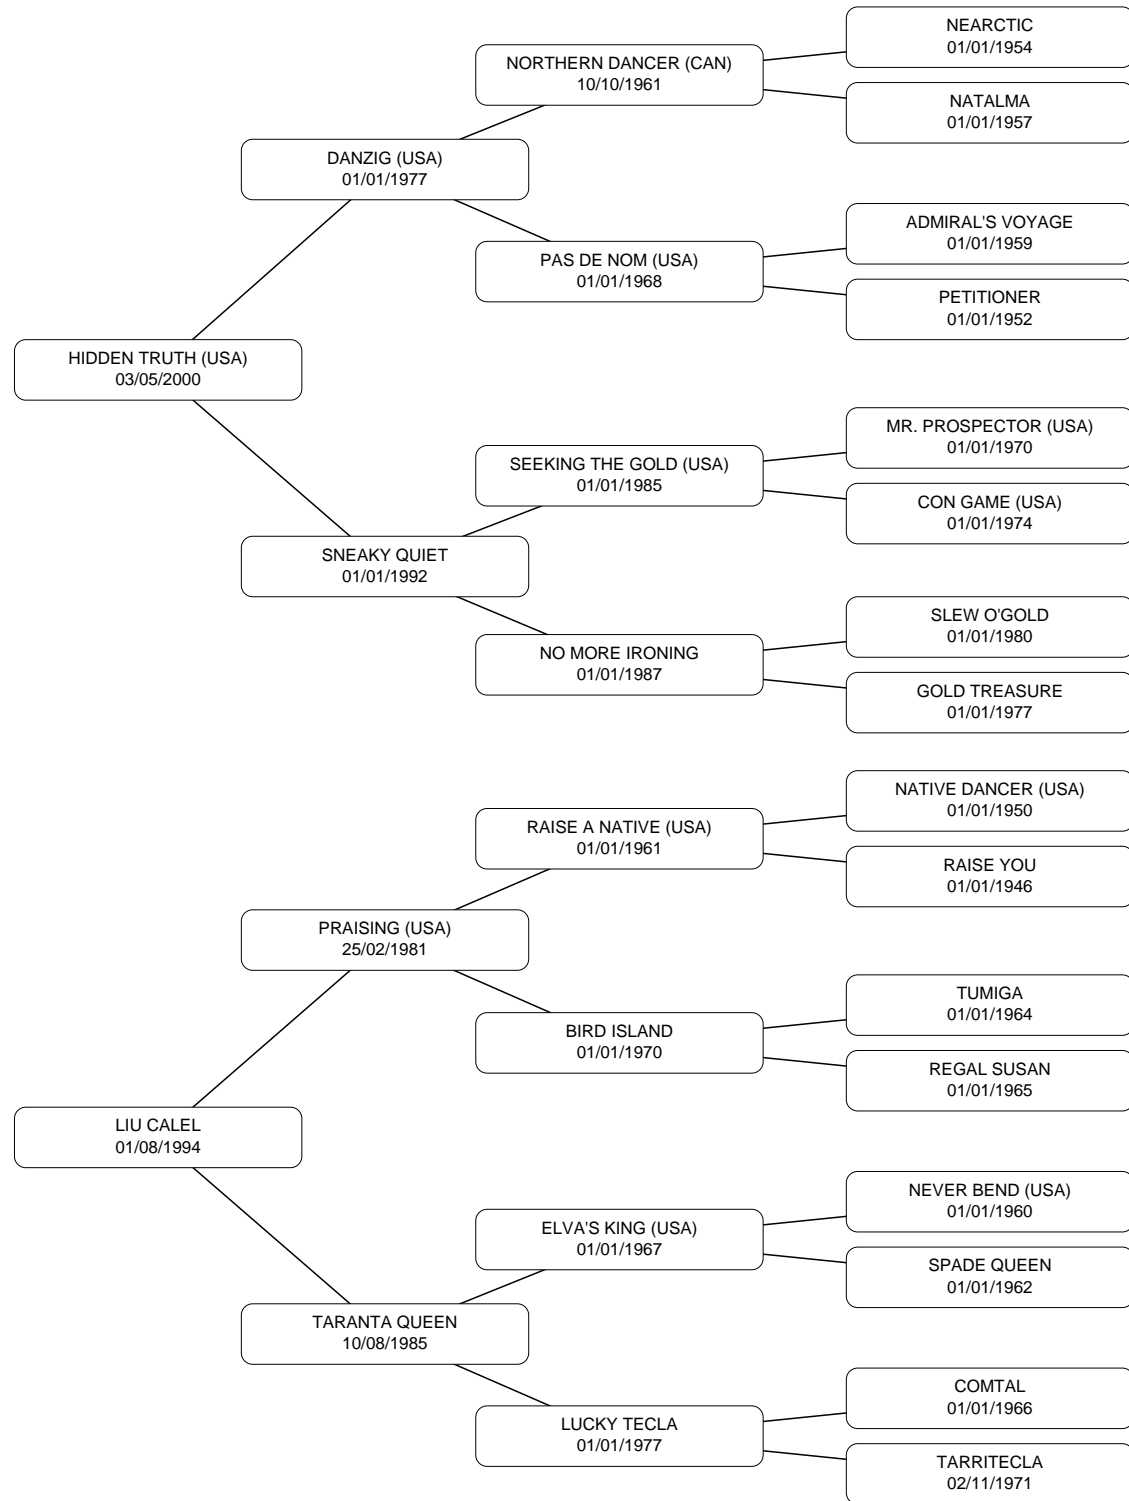 NEARCTIC
01/01/1954
NORTHERN DANCER (CAN)
10/10/1961
NATALMA
01/01/1957
DANZIG (USA)
01/01/1977
ADMIRAL'S VOYAGE
01/01/1959
PAS DE NOM (USA)
01/01/1968
PETITIONER
01/01/1952
HIDDEN TRUTH (USA)
03/05/2000
MR. PROSPECTOR (USA)
01/01/1970
SEEKING THE GOLD (USA)
01/01/1985
CON GAME (USA)
01/01/1974
SNEAKY QUIET
01/01/1992
SLEW O'GOLD
01/01/1980
NO MORE IRONING
01/01/1987
GOLD TREASURE
01/01/1977
NATIVE DANCER (USA)
01/01/1950
RAISE A NATIVE (USA)
01/01/1961
RAISE YOU
01/01/1946
PRAISING (USA)
25/02/1981
TUMIGA
01/01/1964
BIRD ISLAND
01/01/1970
REGAL SUSAN
01/01/1965
LIU CALEL
01/08/1994
NEVER BEND (USA)
01/01/1960
ELVA'S KING (USA)
01/01/1967
SPADE QUEEN
01/01/1962
TARANTA QUEEN
10/08/1985
COMTAL
01/01/1966
LUCKY TECLA
01/01/1977
TARRITECLA
02/11/1971